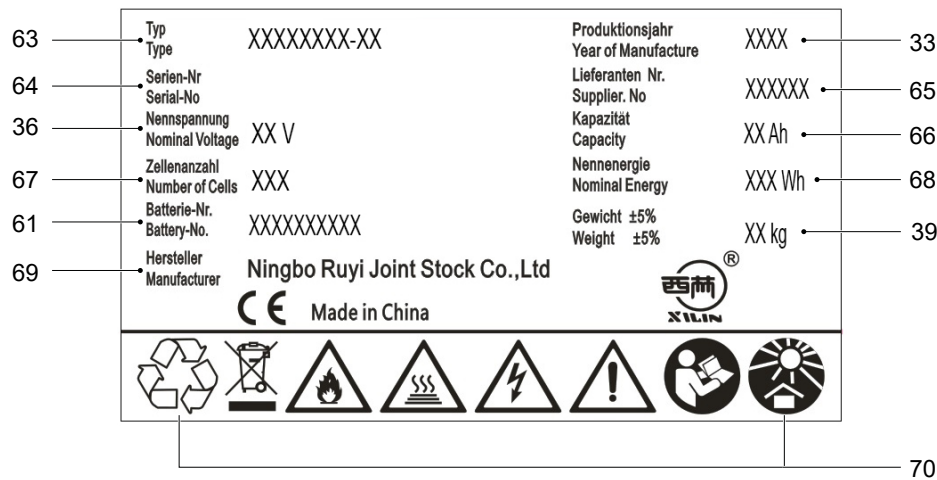 63 Typ XXXXXXXX-XX Produktionsjahr XXXX 33
Type Year of Manufacture
64 Serien-Nr Lieferanten Nr. XXXXXX 65
Serial-No Supplier. No
36 Nennspannung XX V Kapazität XX Ah 66
Nominal Voltage Capacity
67 Zellenanzahl XXX Nennenergie XXX Wh 68
Number of Cells Nominal Energy
61 Batterie-Nr. XXXXXXXXXX Gewicht ±5% XX kg 39
Battery-No. Weight ±5%
69 Hersteller Ningbo Ruyi Joint Stock Co.,Ltd 西林 ®
Manufacturer
CE Made in China XILIN
70